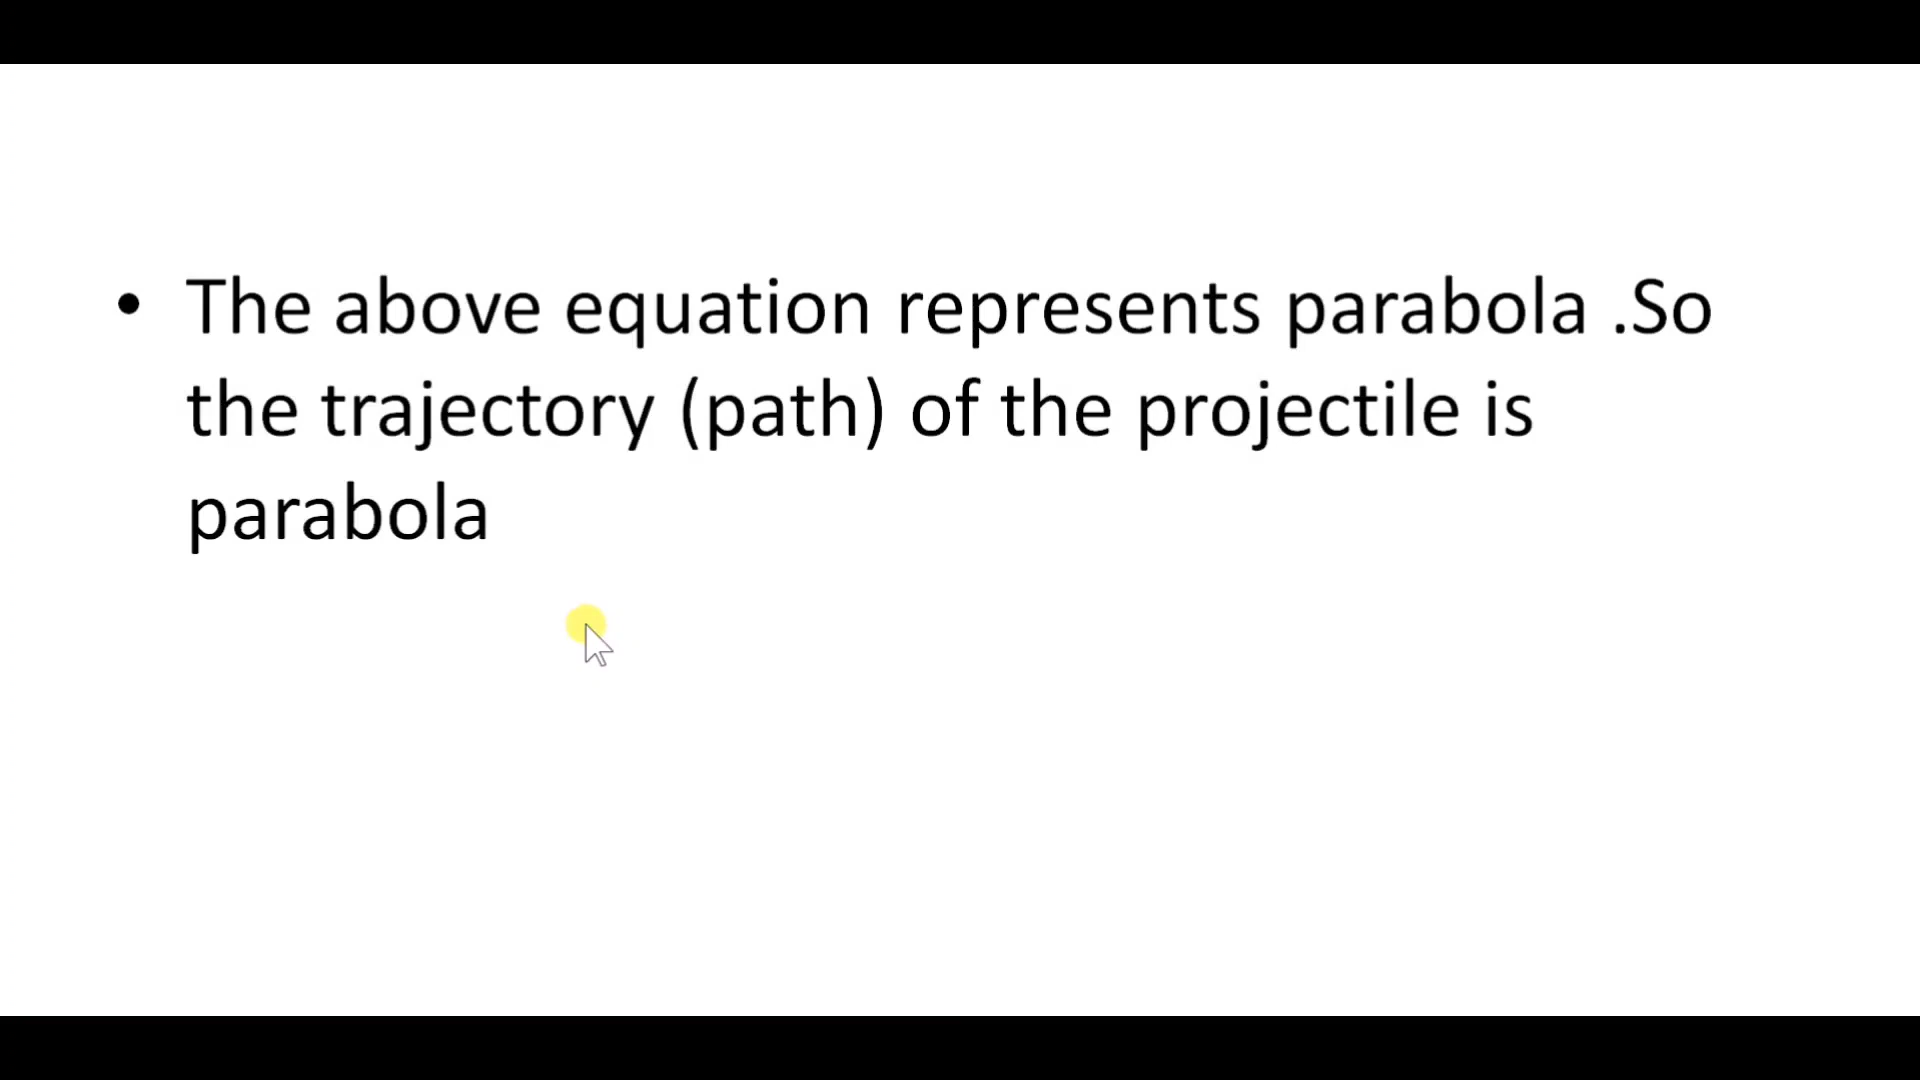 • The above equation represents parabola .So
the trajectory (path) of the projectile is
parabola